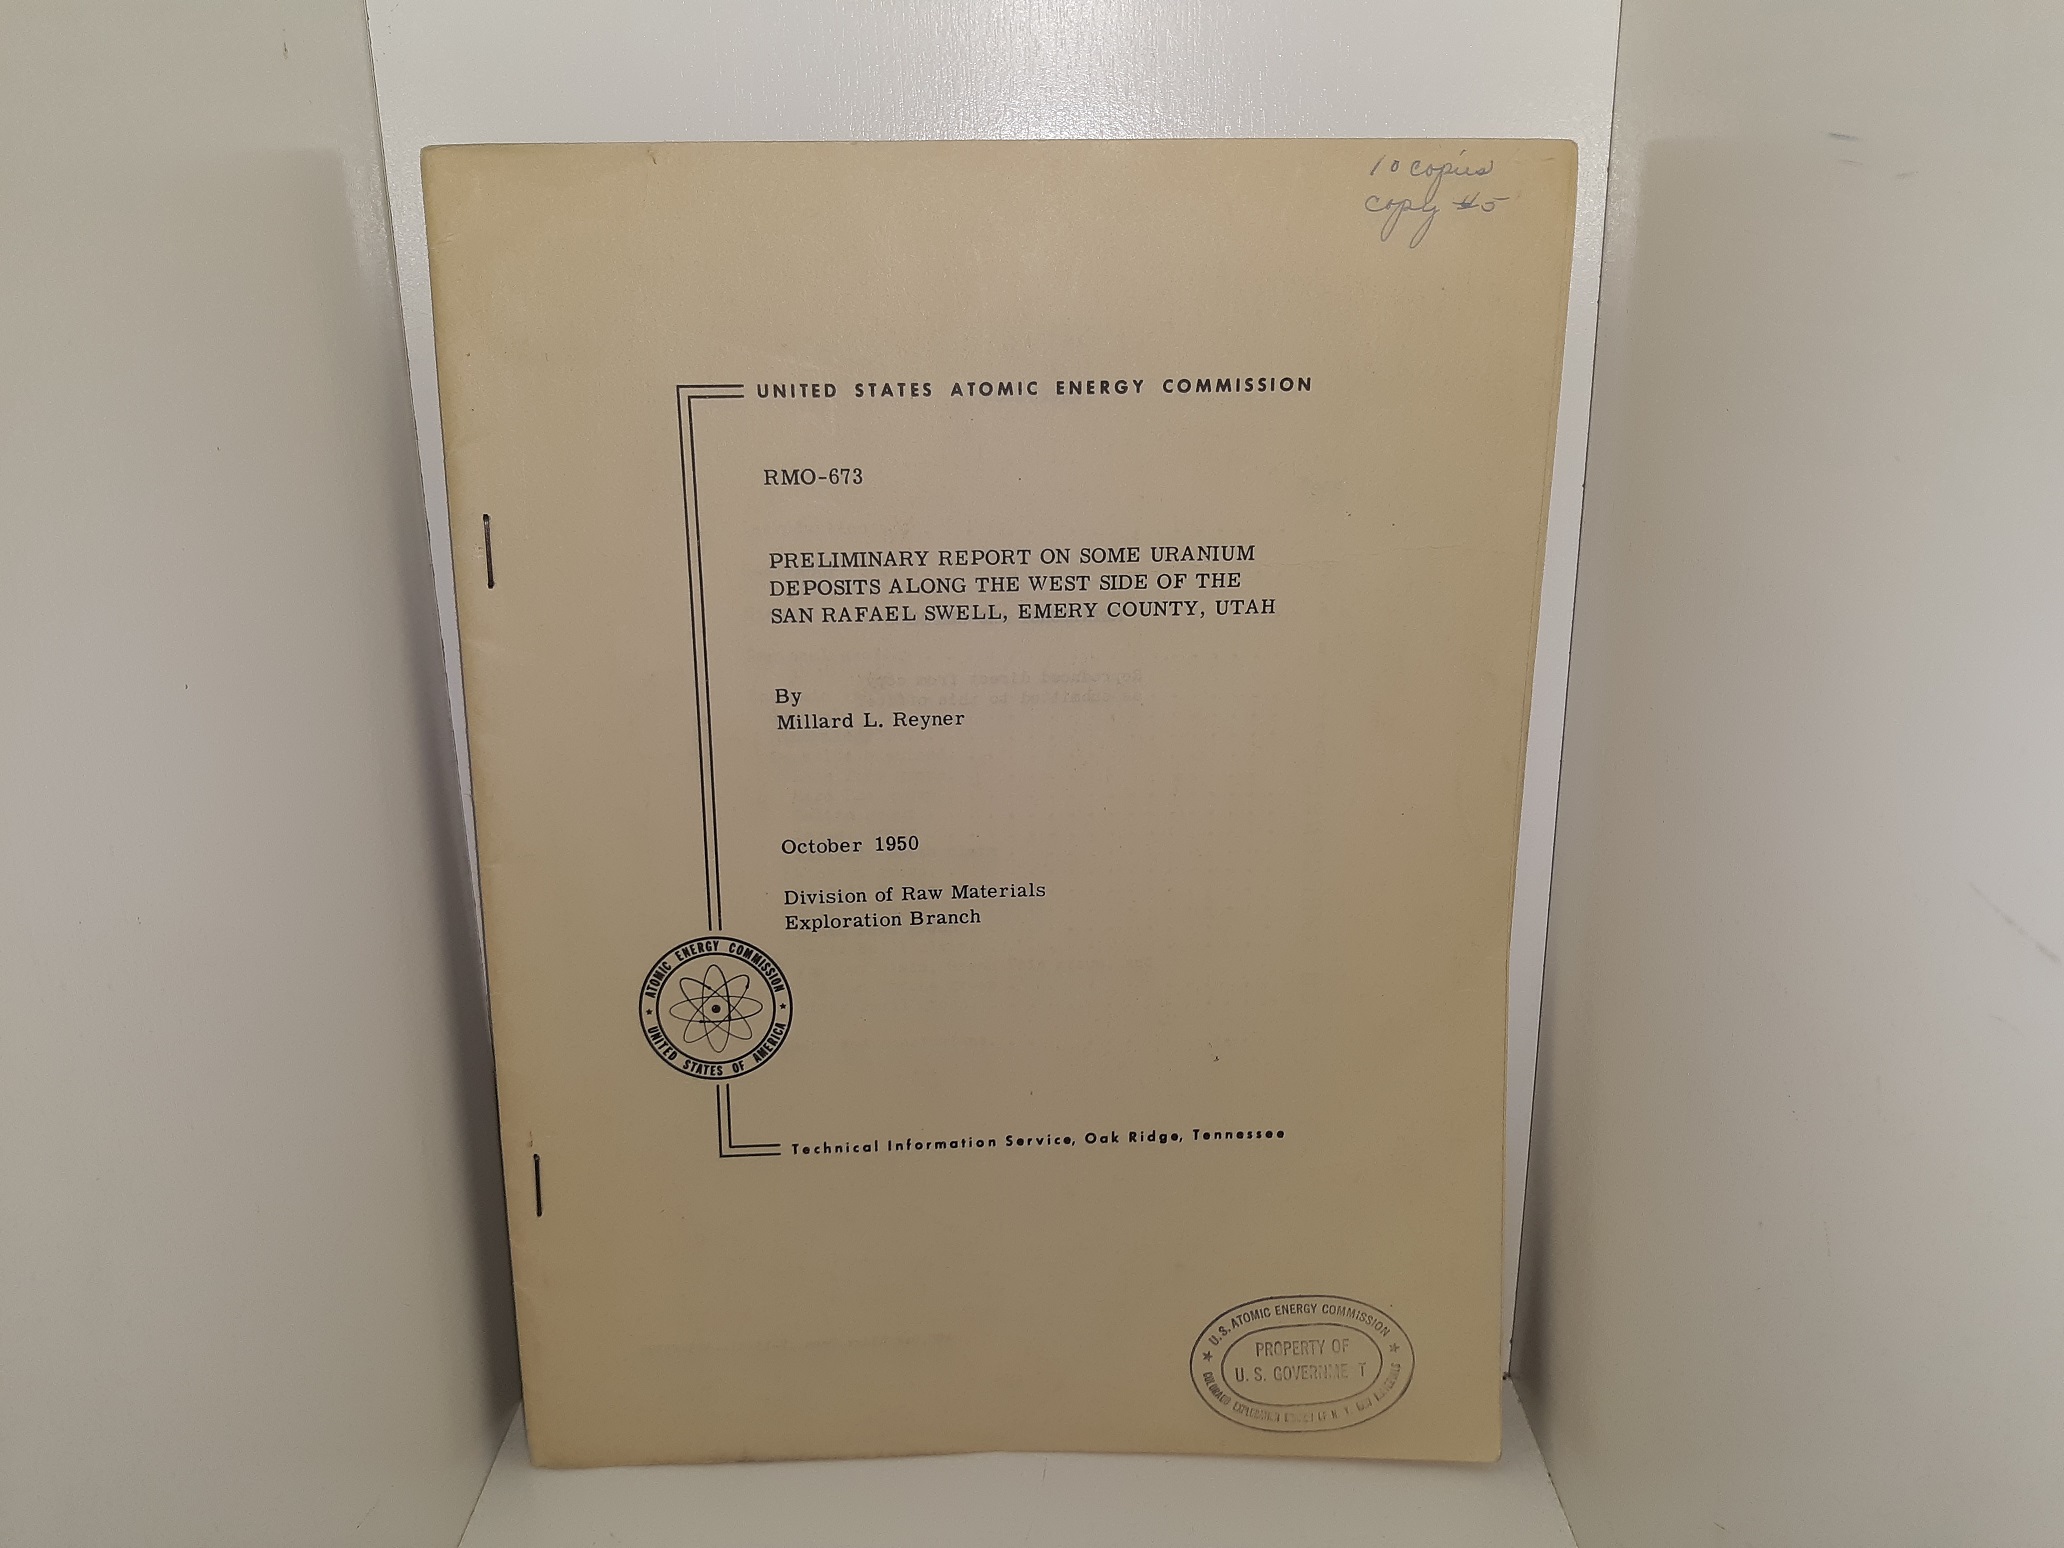 10 copies
copy #5
UNITED STATES ATOMIC ENERGY COMMISSION
RMO-673
PRELIMINARY REPORT ON SOME URANIUM
DEPOSITS ALONG THE WEST SIDE OF THE
SAN RAFAEL SWELL, EMERY COUNTY, UTAH
By
Millard L. Reyner
October 1950
Division of Raw Materials
Exploration Branch
ATOMIC ENERGY COMMISSION
UNITED STATES OF AMERICA
Technical Information Service, Oak Ridge, Tennessee
U.S. ATOMIC ENERGY COMMISSION
PROPERTY OF
U. S. GOVERNME T
COLORADO EXPLORATION